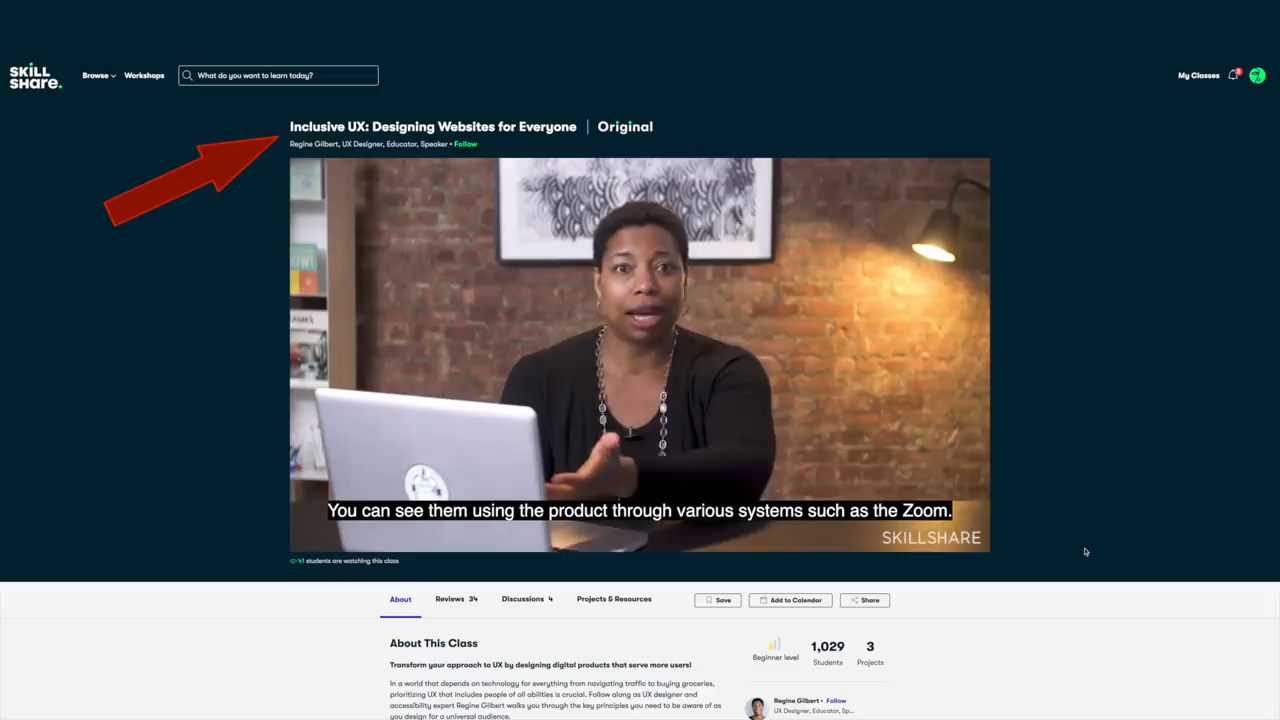 SKILL
SHARE.
Browse
Workshops
What do you want to learn today?
My Classes
Inclusive UX: Designing Websites for Everyone | Original
Regine Gilbert, UX Designer, Educator, Speaker • Follow
You can see them using the product through various systems such as the Zoom.
SKILLSHARE
41 students are watching this class
About
Reviews 34
Discussions 4
Projects & Resources
Save
Add to Calendar
Share
About This Class
Transform your approach to UX by designing digital products that serve more users!
In a world that depends on technology for everything from navigating traffic to buying groceries,
prioritizing UX that includes people of all abilities is crucial. Follow along as UX designer and
accessibility expert Regine Gilbert walks you through the key principles you need to be aware of as
you design for a universal audience.
Beginner level
1,029
Students
3
Projects
Regine Gilbert • Follow
UX Designer, Educator, Sp...